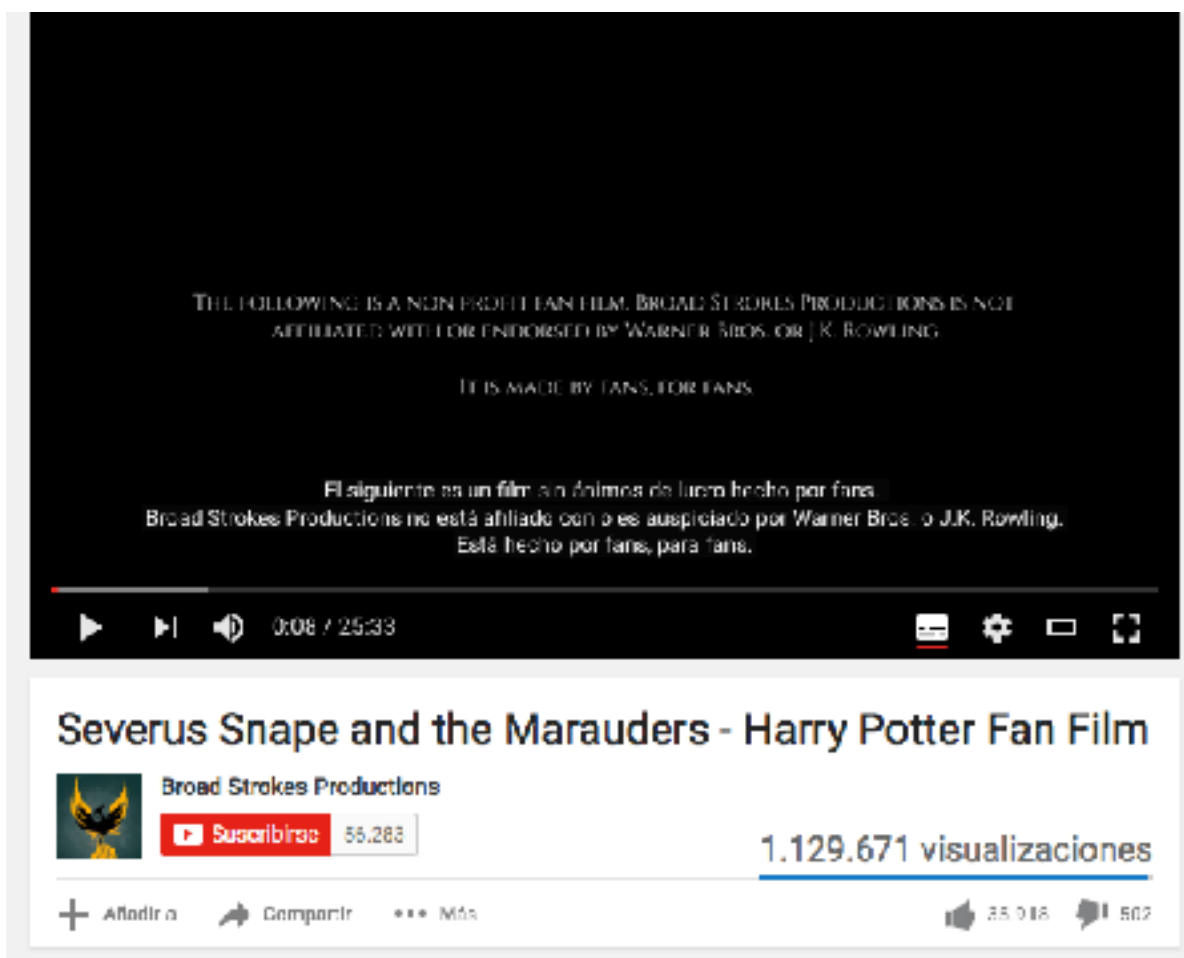 THE FOLLOWING IS A NON PROFIT FAN FILM. BROAD STROKES PRODUCTIONS IS NOT
AFFILIATED WITH OR ENDORSED BY WARNER BROS. OR J.K. ROWLING
IT IS MADE BY FANS, FOR FANS.
El siguiente es un film sin ánimos de lucro hecho por fans.
Broad Strokes Productions no está afiliado con o es auspiciado por Warner Bros. o J.K. Rowling.
Está hecho por fans, para fans.
0:08 / 25:33
Severus Snape and the Marauders - Harry Potter Fan Film
Broad Strokes Productions
Suscribirse
1.129.671 visualizaciones
Añadir a Compartir Más
502